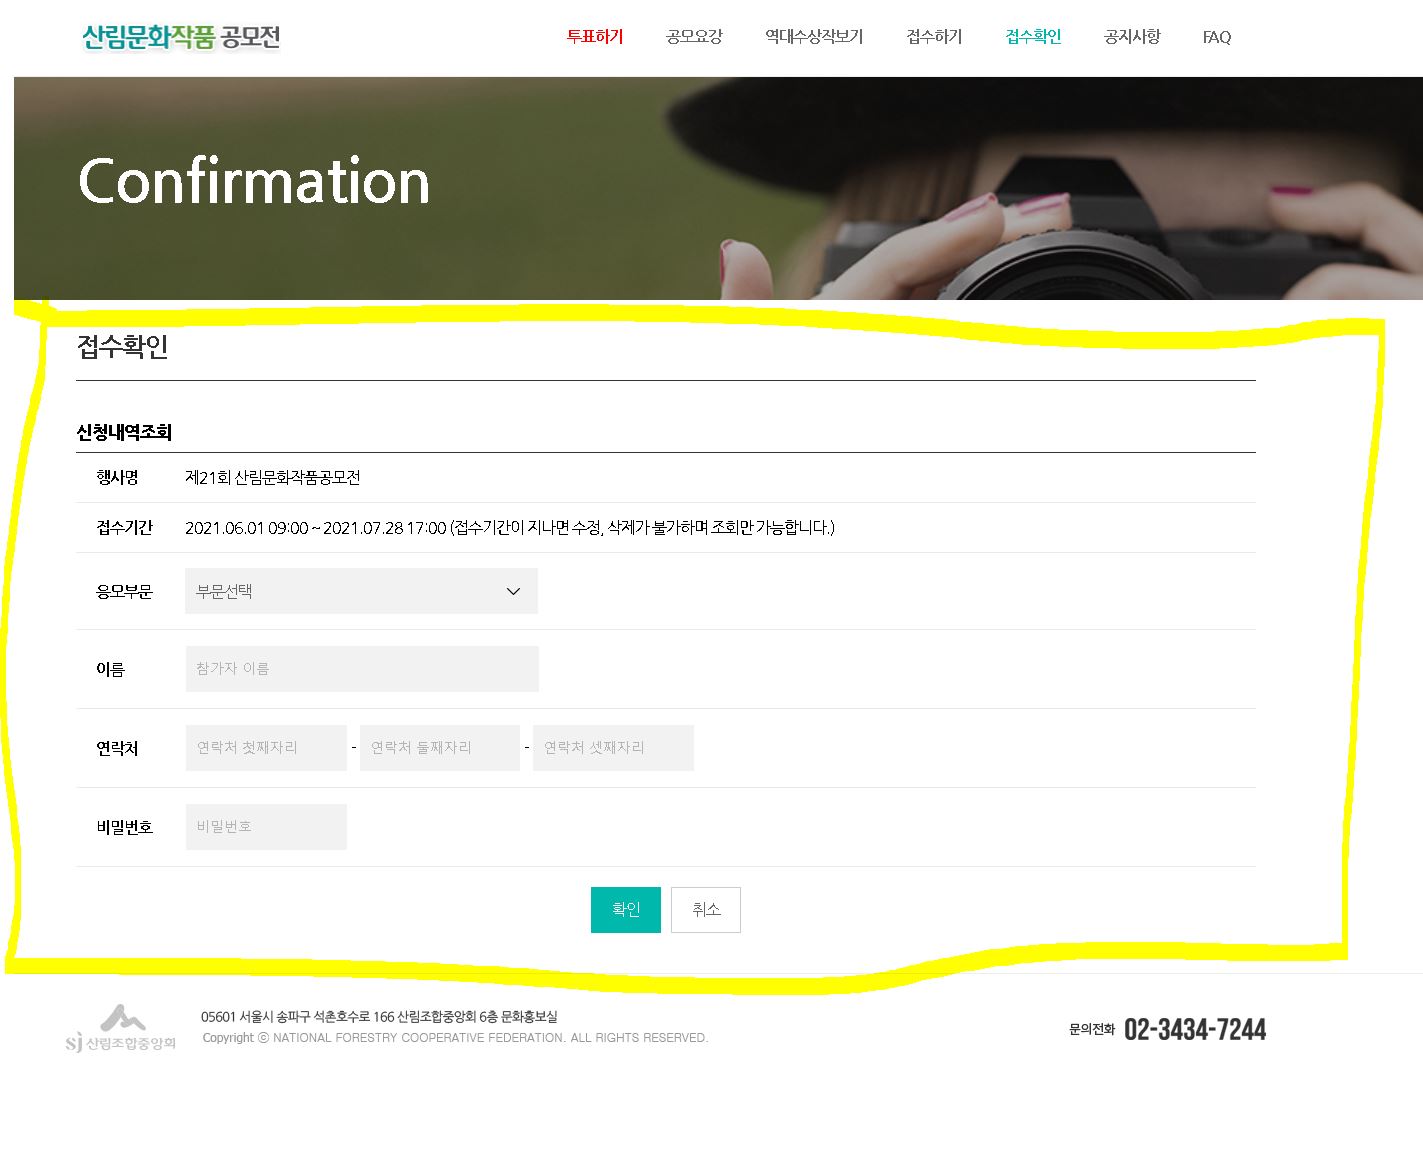 산림문화작품 공모전
투표하기 공모요강 역대수상작보기 접수하기 접수확인 공지사항 FAQ
Confirmation
접수확인
신청내역조회
행사명 제21회 산림문화작품공모전
접수기간 2021.06.01 09:00 ~ 2021.07.28 17:00 (접수기간이 지나면 수정, 삭제가 불가하며 조회만 가능합니다.)
응모부문 부문선택
이름 참가자 이름
연락처 연락처 첫째자리 - 연락처 둘째자리 - 연락처 셋째자리
비밀번호 비밀번호
확인 취소
sj 산림조합중앙회
05601 서울시 송파구 석촌호수로 166 산림조합중앙회 6층 문화홍보실
Copyright ⓒ NATIONAL FORESTRY COOPERATIVE FEDERATION. ALL RIGHTS RESERVED.
문의전화 02-3434-7244